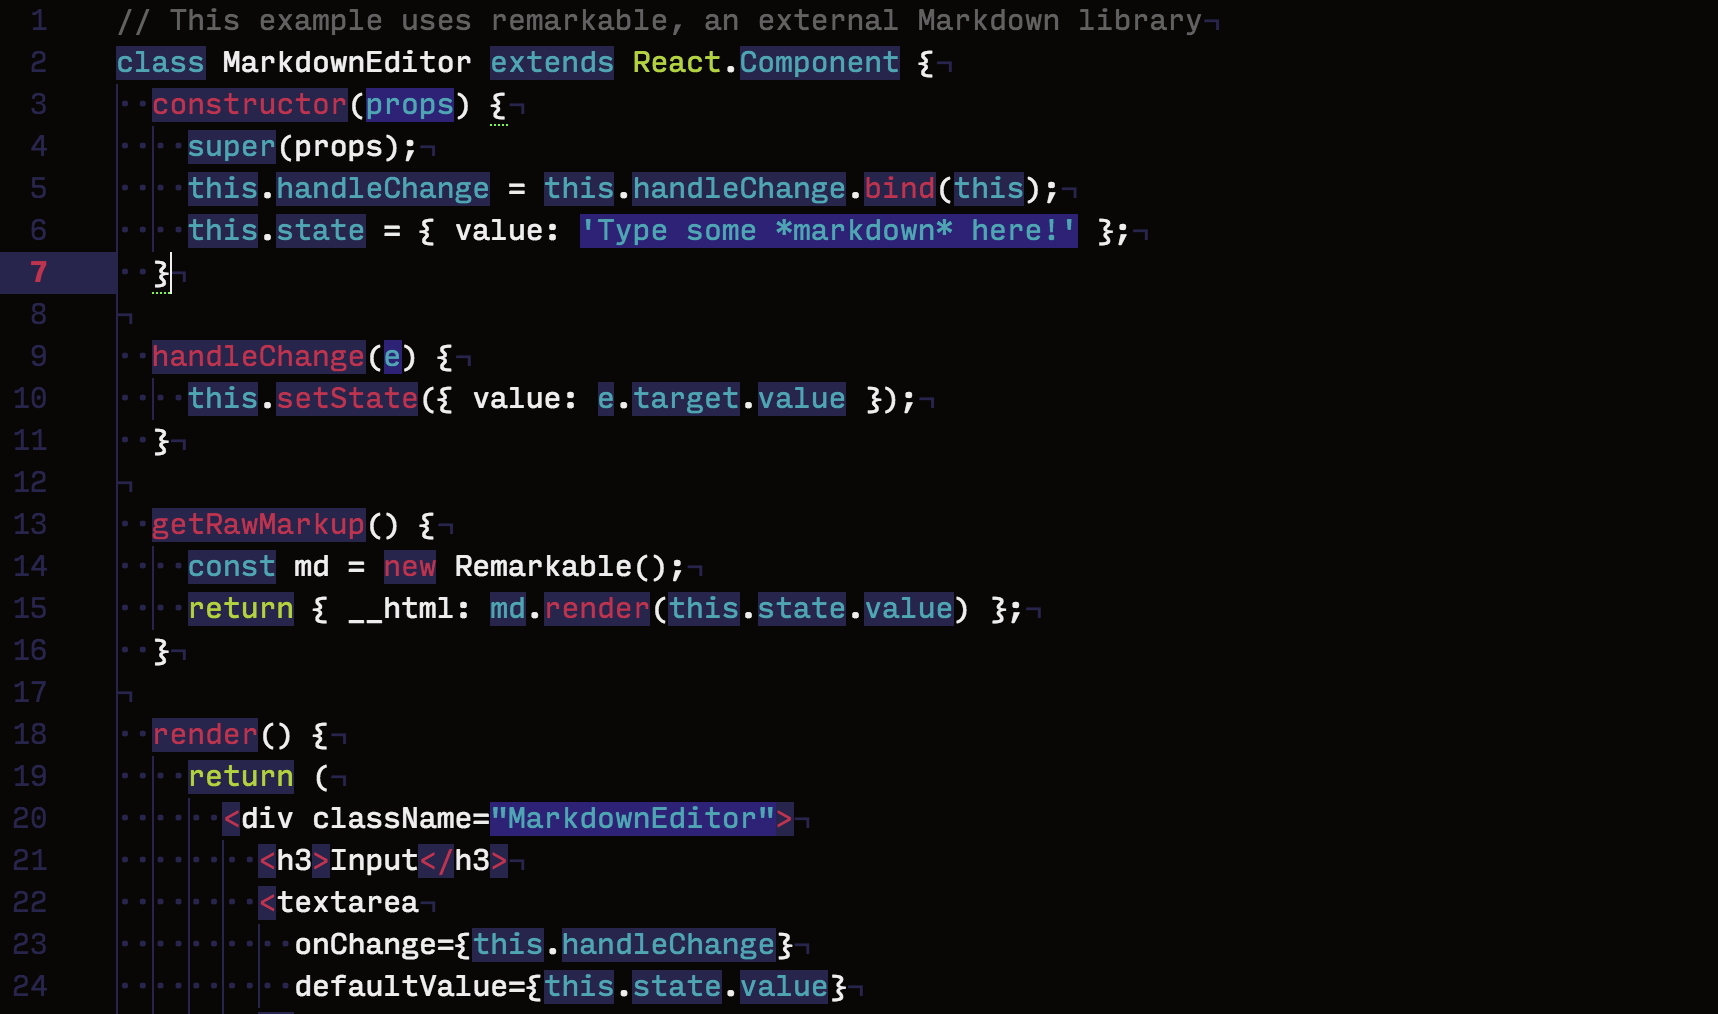 1 // This example uses remarkable, an external Markdown library¬
2 class MarkdownEditor extends React.Component {¬
3 ··constructor(props) {¬
4 ····super(props);¬
5 ····this.handleChange = this.handleChange.bind(this);¬
6 ····this.state = { value: 'Type some *markdown* here!' };¬
7 ··}¬
8 ¬
9 ··handleChange(e) {¬
10 ····this.setState({ value: e.target.value });¬
11 ··}¬
12 ¬
13 ··getRawMarkup() {¬
14 ····const md = new Remarkable();¬
15 ····return { __html: md.render(this.state.value) };¬
16 ··}¬
17 ¬
18 ··render() {¬
19 ····return (¬
20 ······<div className="MarkdownEditor">¬
21 ········<h3>Input</h3>¬
22 ········<textarea¬
23 ··········onChange={this.handleChange}¬
24 ··········defaultValue={this.state.value}¬